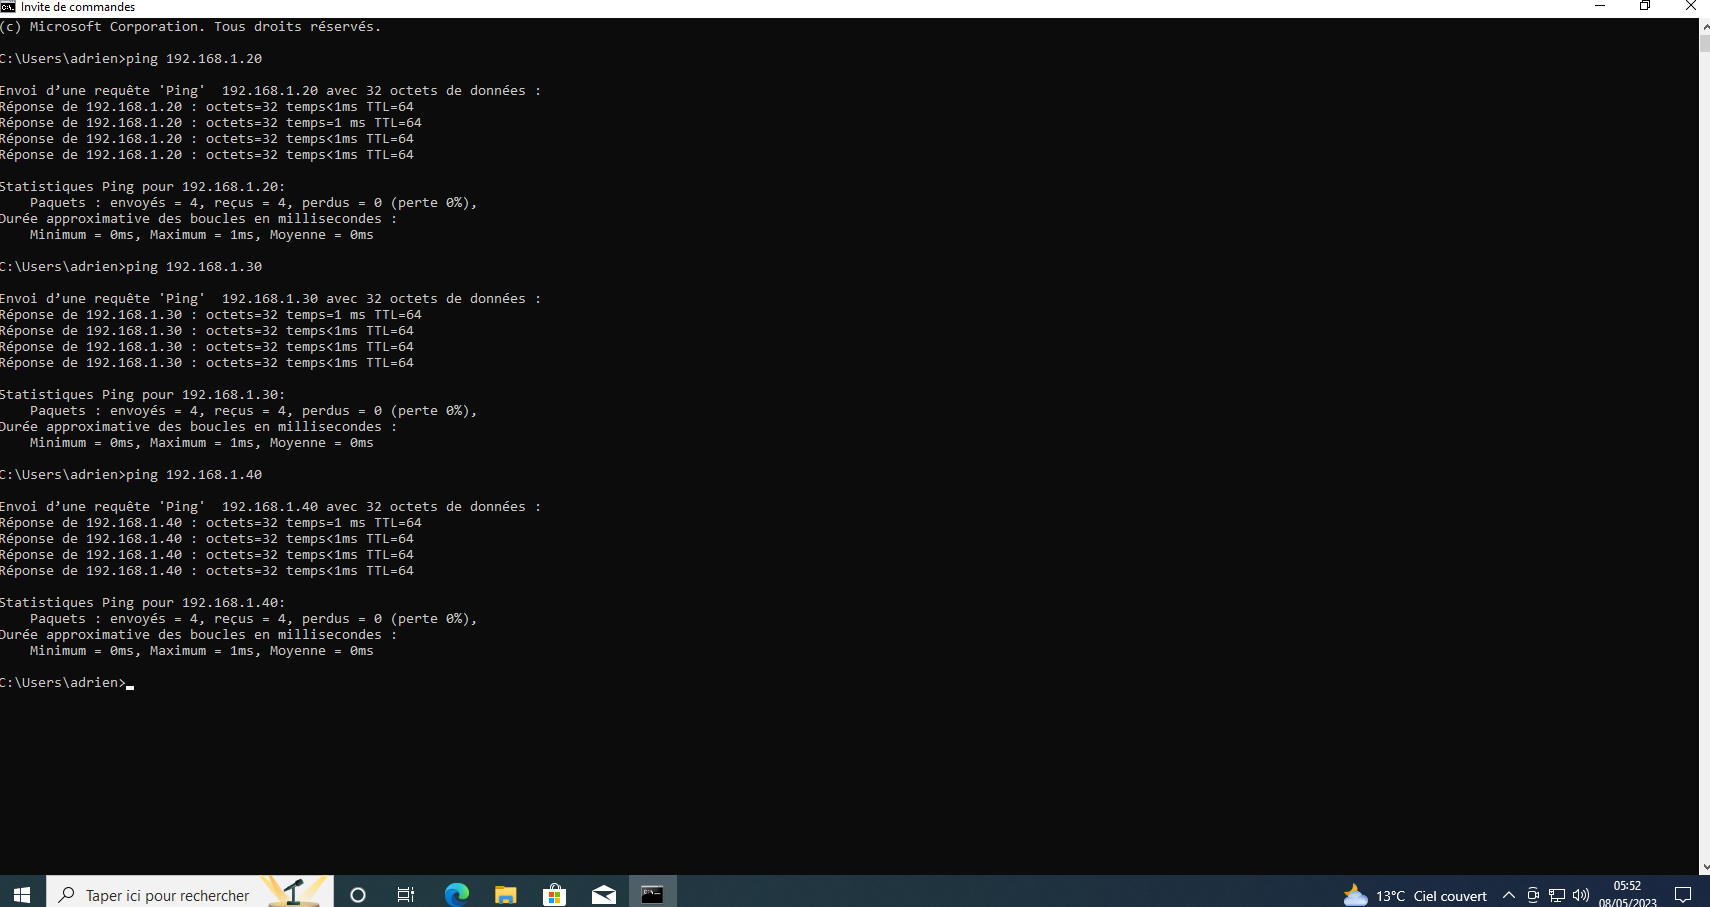 Invite de commandes
(c) Microsoft Corporation. Tous droits réservés.
C:\Users\adrien>ping 192.168.1.20
Envoi d’une requête 'Ping'  192.168.1.20 avec 32 octets de données :
Réponse de 192.168.1.20 : octets=32 temps<1ms TTL=64
Réponse de 192.168.1.20 : octets=32 temps=1 ms TTL=64
Réponse de 192.168.1.20 : octets=32 temps<1ms TTL=64
Réponse de 192.168.1.20 : octets=32 temps<1ms TTL=64
Statistiques Ping pour 192.168.1.20:
    Paquets : envoyés = 4, reçus = 4, perdus = 0 (perte 0%),
Durée approximative des boucles en millisecondes :
    Minimum = 0ms, Maximum = 1ms, Moyenne = 0ms
C:\Users\adrien>ping 192.168.1.30
Envoi d’une requête 'Ping'  192.168.1.30 avec 32 octets de données :
Réponse de 192.168.1.30 : octets=32 temps=1 ms TTL=64
Réponse de 192.168.1.30 : octets=32 temps<1ms TTL=64
Réponse de 192.168.1.30 : octets=32 temps<1ms TTL=64
Réponse de 192.168.1.30 : octets=32 temps<1ms TTL=64
Statistiques Ping pour 192.168.1.30:
    Paquets : envoyés = 4, reçus = 4, perdus = 0 (perte 0%),
Durée approximative des boucles en millisecondes :
    Minimum = 0ms, Maximum = 1ms, Moyenne = 0ms
C:\Users\adrien>ping 192.168.1.40
Envoi d’une requête 'Ping'  192.168.1.40 avec 32 octets de données :
Réponse de 192.168.1.40 : octets=32 temps=1 ms TTL=64
Réponse de 192.168.1.40 : octets=32 temps<1ms TTL=64
Réponse de 192.168.1.40 : octets=32 temps<1ms TTL=64
Réponse de 192.168.1.40 : octets=32 temps<1ms TTL=64
Statistiques Ping pour 192.168.1.40:
    Paquets : envoyés = 4, reçus = 4, perdus = 0 (perte 0%),
Durée approximative des boucles en millisecondes :
    Minimum = 0ms, Maximum = 1ms, Moyenne = 0ms
C:\Users\adrien>
Taper ici pour rechercher
13°C Ciel couvert
05:52
08/05/2023